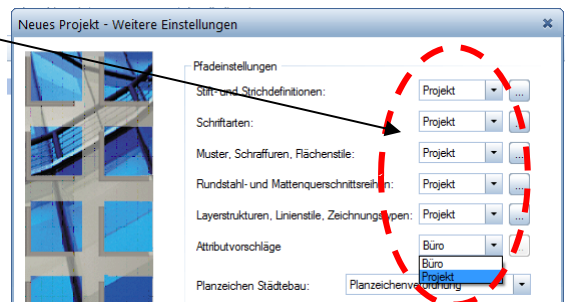 Neues Projekt - Weitere Einstellungen
Pfadeinstellungen
Stift- und Strichdefinitionen: Projekt ...
Schriftarten: Projekt ...
Muster, Schraffuren, Flächenstile: Projekt ...
Rundstahl- und Mattenquerschnittsreihen: Projekt ...
Layerstrukturen, Linienstile, Zeichnungstypen: Projekt ...
Attributvorschläge Büro ...
Büro
Projekt
Planzeichen Städtebau: Planzeichenverordnung